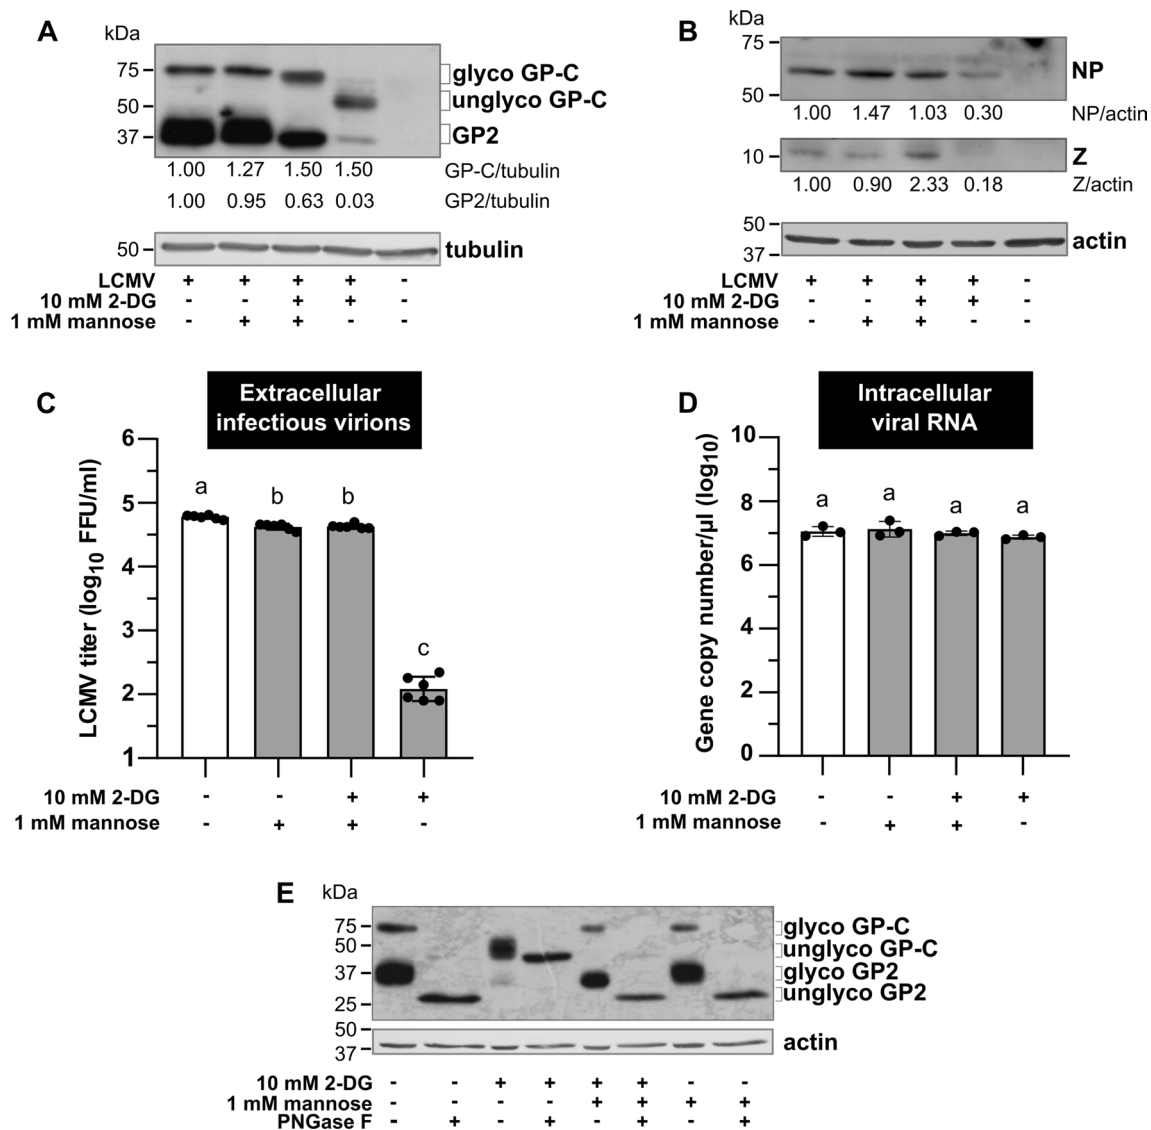 A
kDa
75
50
37
glyco GP-C
unglyco GP-C
GP2
1.00 1.27 1.50 1.50 GP-C/tubulin
1.00 0.95 0.63 0.03 GP2/tubulin
50
tubulin
LCMV + + + + -
10 mM 2-DG - - + + -
1 mM mannose - + + - -
B
kDa
75
50
NP
1.00 1.47 1.03 0.30 NP/actin
10
Z
1.00 0.90 2.33 0.18 Z/actin
50
37
actin
LCMV + + + + -
10 mM 2-DG - - + + -
1 mM mannose - + + - -
C
Extracellular
infectious virions
LCMV titer (log10 FFU/ml)
6
5
4
3
2
1
a b b c
10 mM 2-DG - - + +
1 mM mannose - + + -
D
Intracellular
viral RNA
Gene copy number/µl (log10)
10
8
6
4
2
0
a a a a
10 mM 2-DG - - + +
1 mM mannose - + + -
E
kDa
75
50
37
25
glyco GP-C
unglyco GP-C
glyco GP2
unglyco GP2
50
37
actin
10 mM 2-DG - - + + + + - -
1 mM mannose - - - - + + + +
PNGase F - + - + - + - +